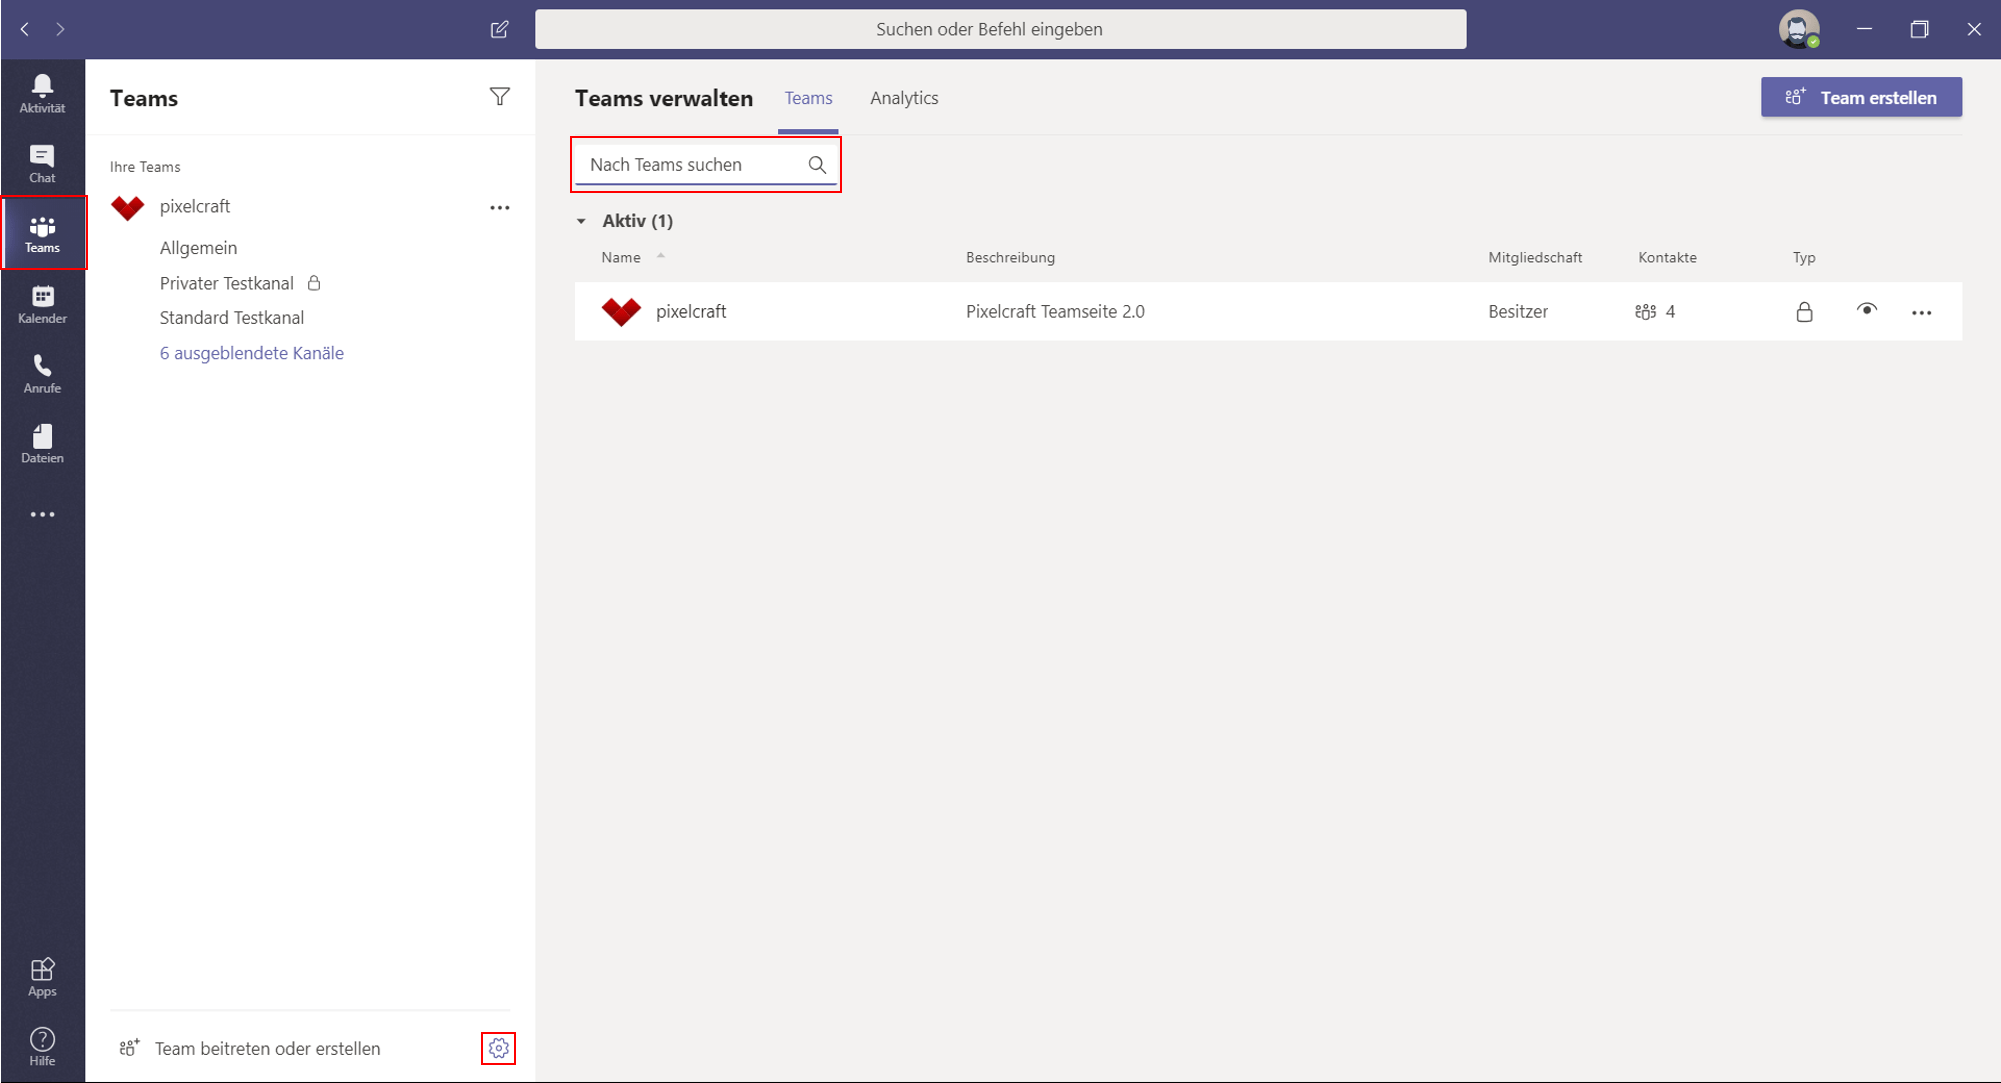 Suchen oder Befehl eingeben
Aktivität
Chat
Teams
Kalender
Anrufe
Dateien
Apps
Hilfe
Teams
Ihre Teams
pixelcraft
Allgemein
Privater Testkanal
Standard Testkanal
6 ausgeblendete Kanäle
Team beitreten oder erstellen
Teams verwalten Teams Analytics Team erstellen
Nach Teams suchen
Aktiv (1)
Name Beschreibung Mitgliedschaft Kontakte Typ
pixelcraft Pixelcraft Teamseite 2.0 Besitzer 4